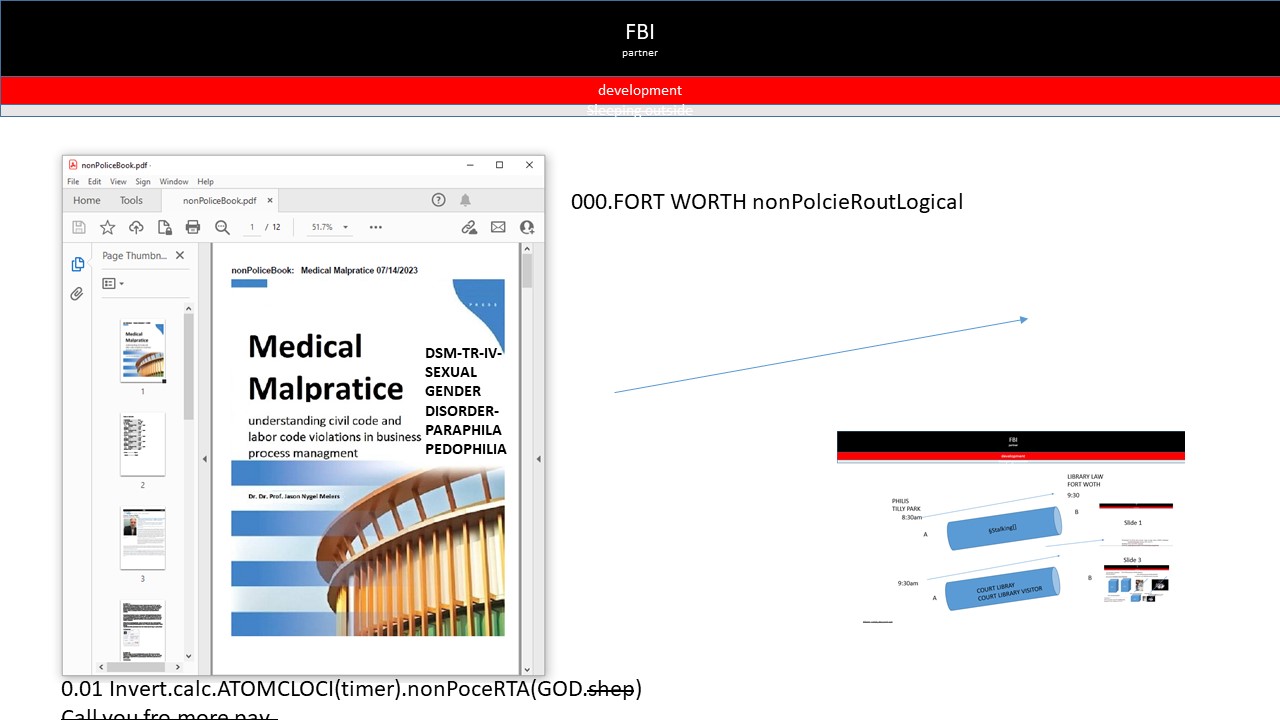 FBI
partner
development
Sleeping outside
nonPoliceBook.pdf
File Edit View Sign Window Help
Home Tools nonPoliceBook.pdf
1 / 12 51.7%
Page Thumbn...
1
2
3
nonPoliceBook: Medical Malpratice 07/14/2023
PRESS
Medical
Malpratice
understanding civil code and
labor code violations in business
process managment
DSM-TR-IV-
SEXUAL
GENDER
DISORDER-
PARAPHILA
PEDOPHILIA
Dr. Dr. Prof. Jason Nygel Meiers
000.FORT WORTH nonPolcieRoutLogical
FBI
partner
development
LIBRARY LAW
FORT WOTH
9:30
PHILIS
TILLY PARK
8:30am
A
§Stalking[]
B
Slide 1
Slide 3
9:30am
A
COURT LIBRAY
COURT LIBRARY VISITOR
B
0.01 Invert.calc.ATOMCLOCI(timer).nonPoceRTA(GOD.shep)
Call you fro more pay